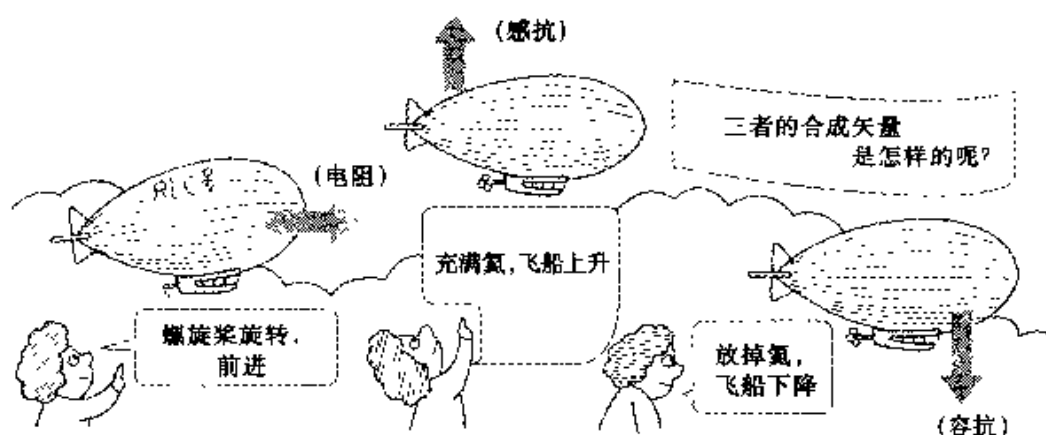 (感抗)
三者的合成矢量
是怎样的呢?
(电阻)
充满氦,飞船上升
螺旋桨旋转,
前进
放掉氦,
飞船下降
(容抗)